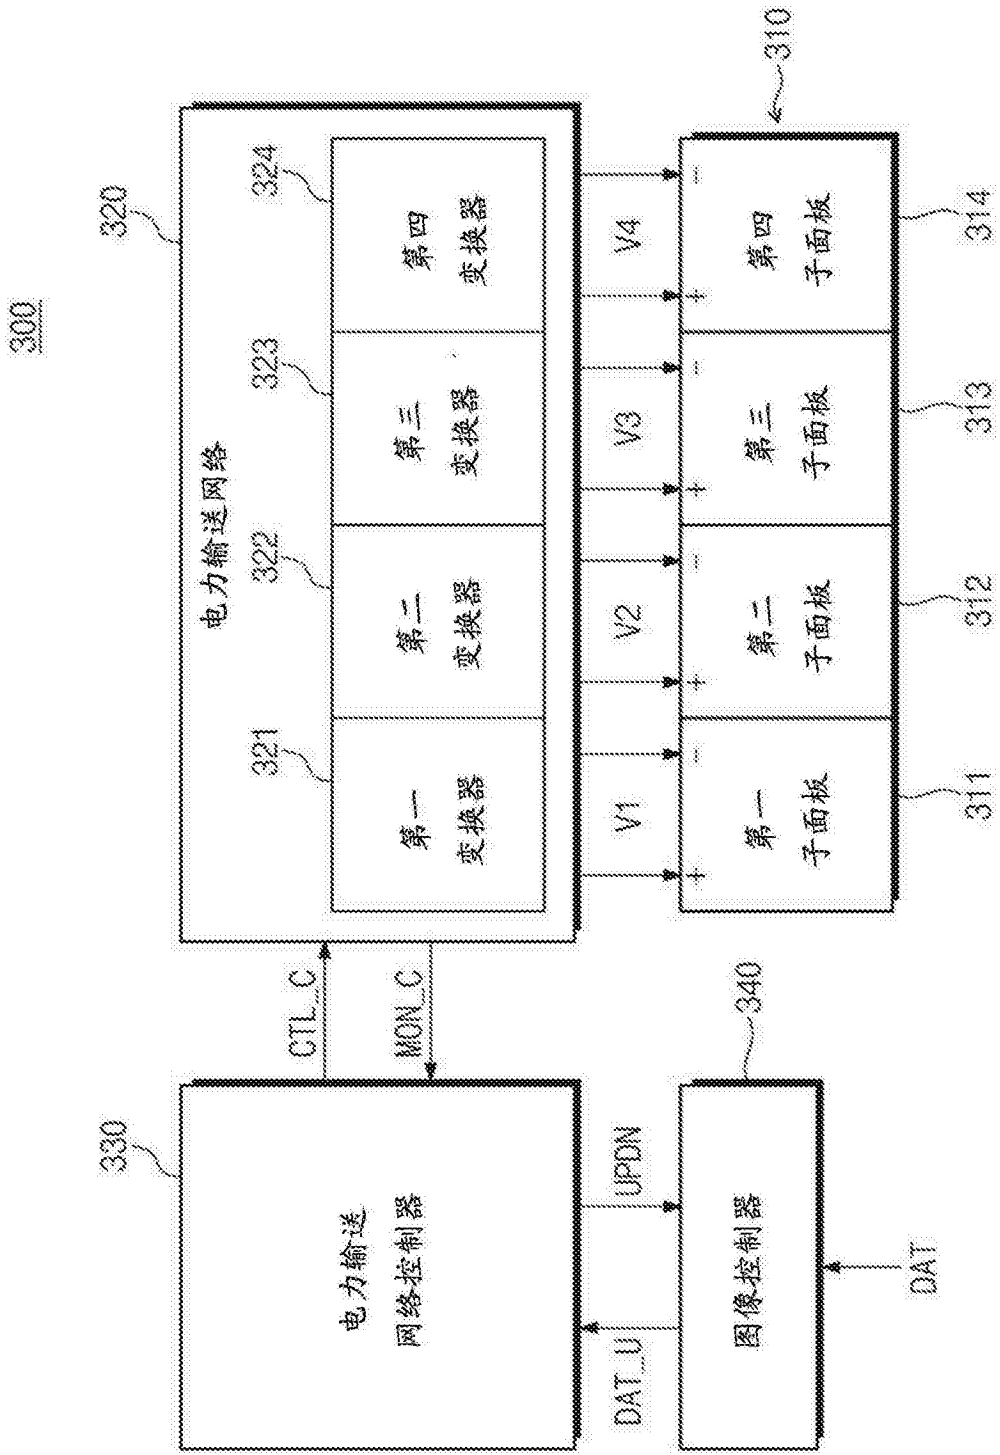 300
330
320
电力输送
网络控制器
CTL_C
MON_C
电力输送网络
321
322
323
324
第一
变换器
第二
变换器
第三
变换器
第四
变换器
DAT_U
UPDN
V1
V2
V3
V4
340
图像控制器
DAT
310
+
-
+
-
+
-
+
-
第一
子面板
第二
子面板
第三
子面板
第四
子面板
311
312
313
314